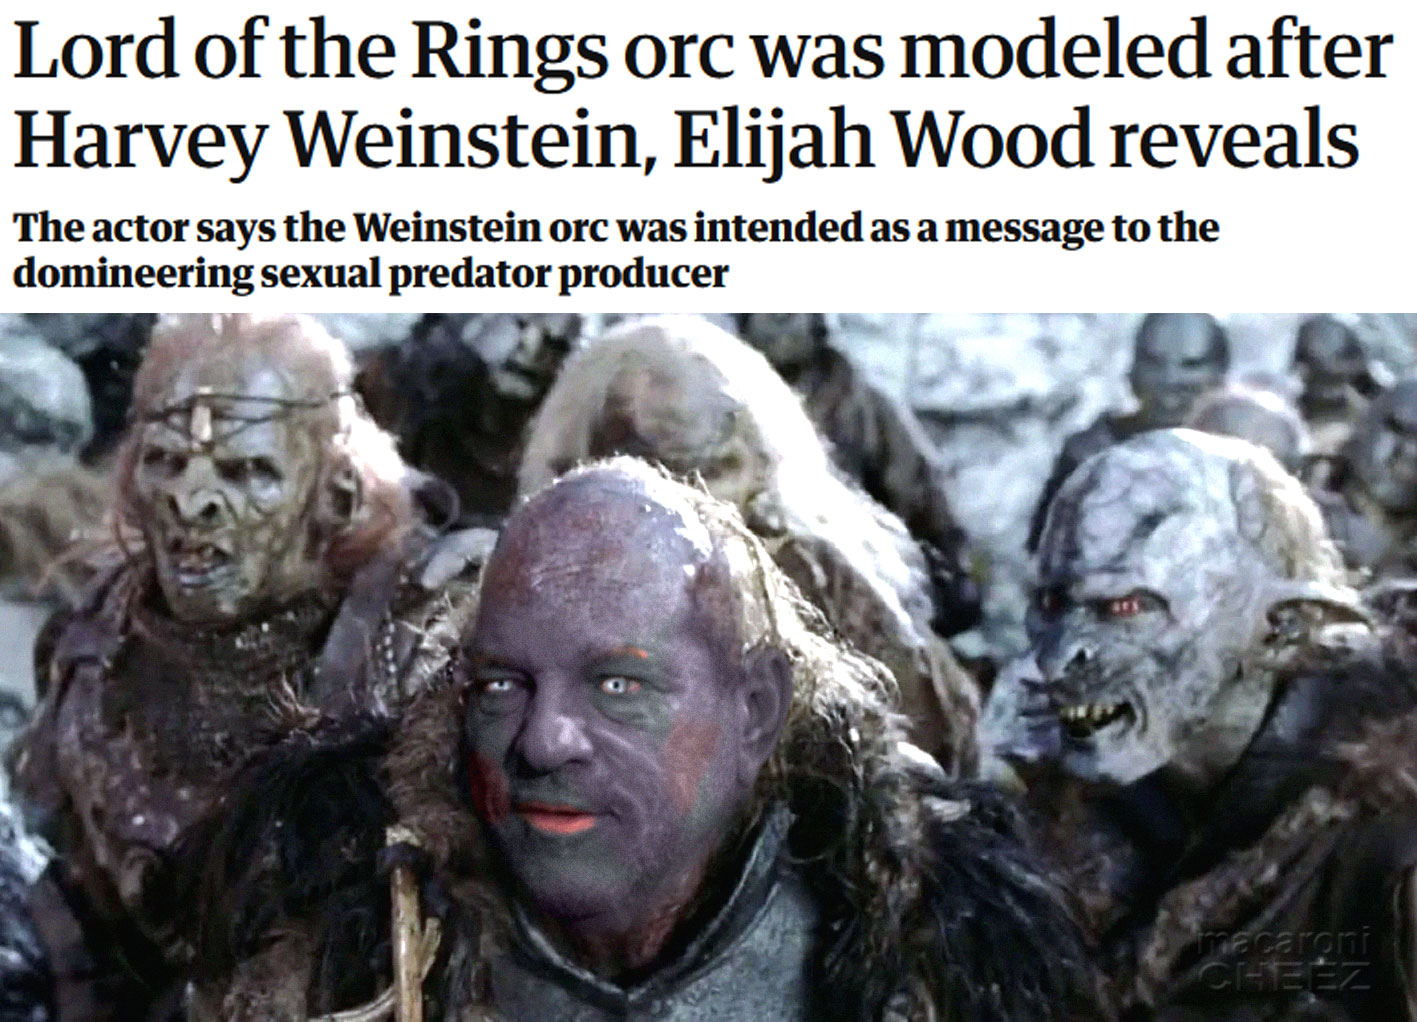 Lord of the Rings orc was modeled after
Harvey Weinstein, Elijah Wood reveals
The actor says the Weinstein orc was intended as a message to the
domineering sexual predator producer
macaroni
CHEEZ